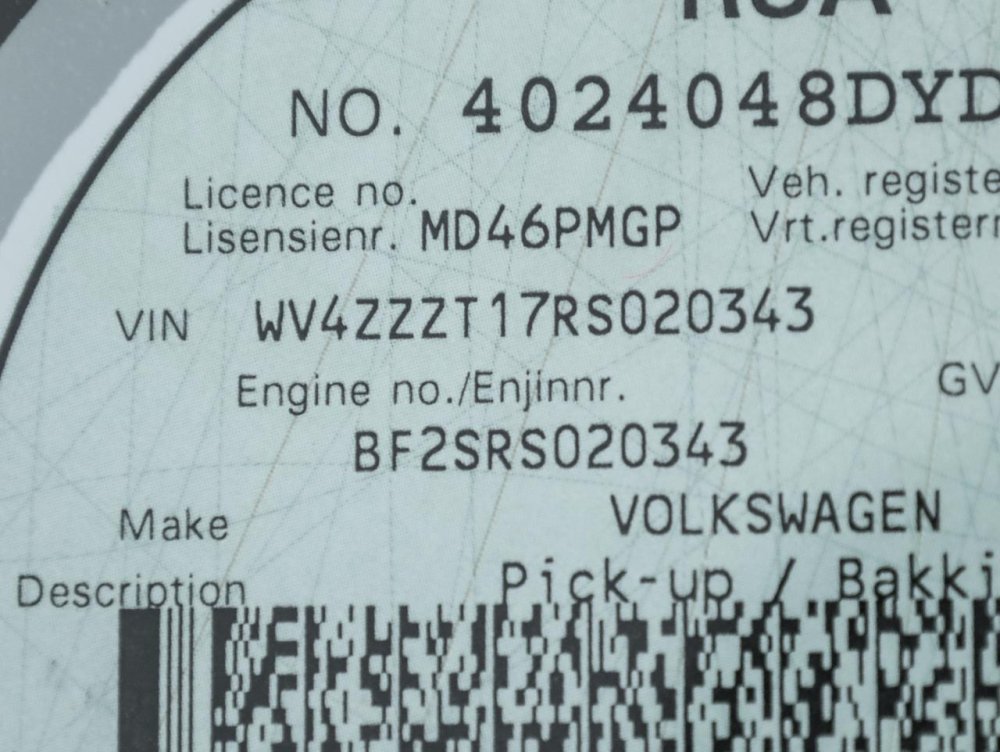 RSA
NO. 4024048DYD
Licence no. Veh. registe
Lisensienr. MD46PMGP Vrt.registern
VIN WV4ZZZT17RS020343
Engine no./Enjinnr. GV
BF2SRS020343
Make VOLKSWAGEN
Description Pick-up / Bakki